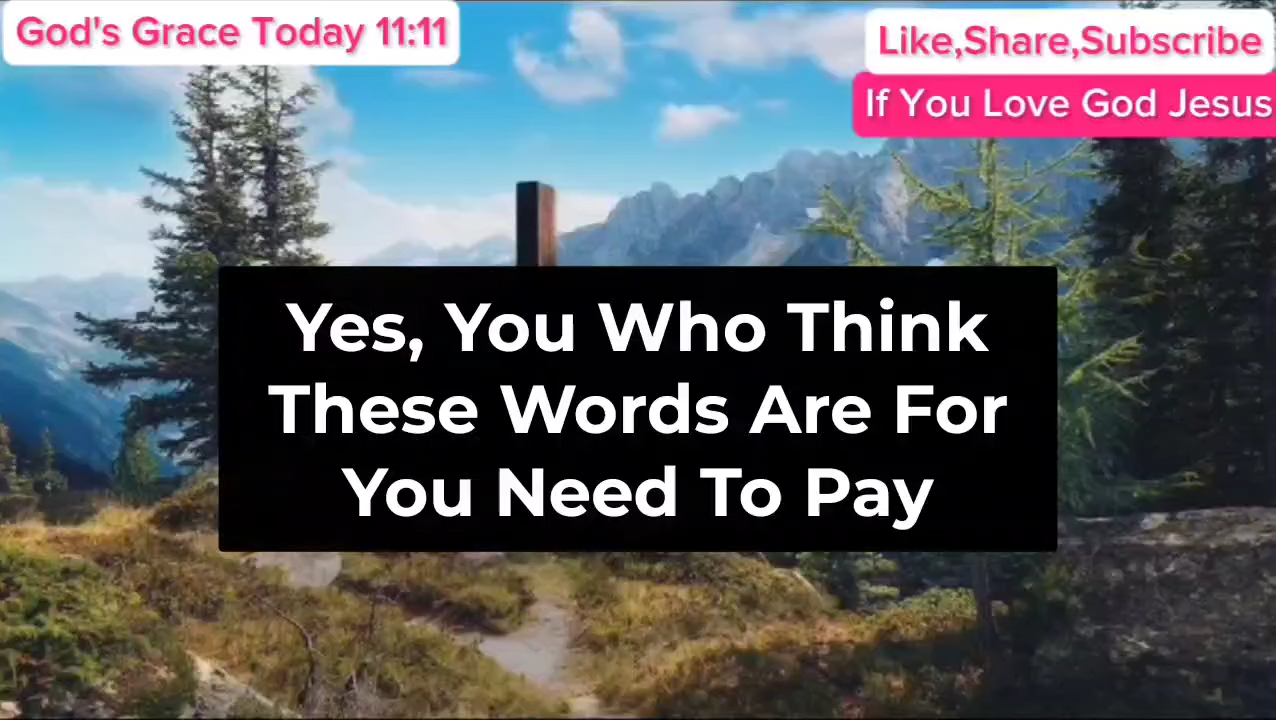 God's Grace Today 11:11
Like,Share,Subscribe
If You Love God Jesus
Yes, You Who Think
These Words Are For
You Need To Pay